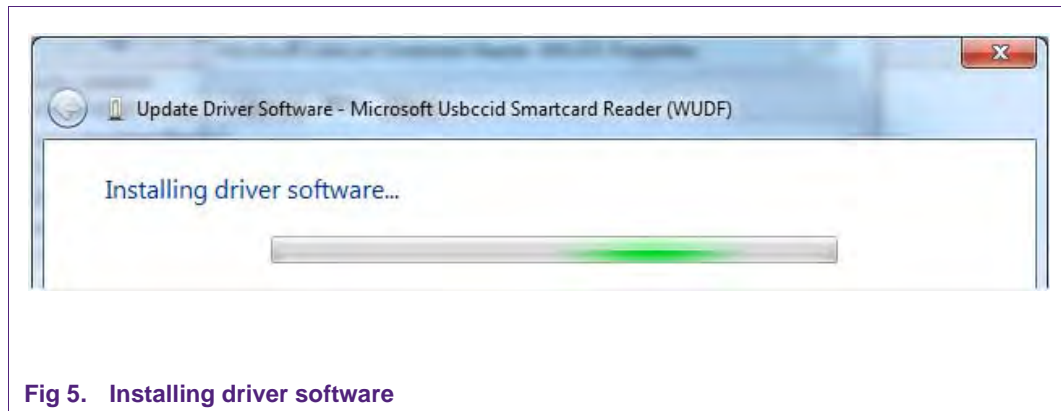 Update Driver Software - Microsoft Usbccid Smartcard Reader (WUDF)
Installing driver software...
Fig 5. Installing driver software